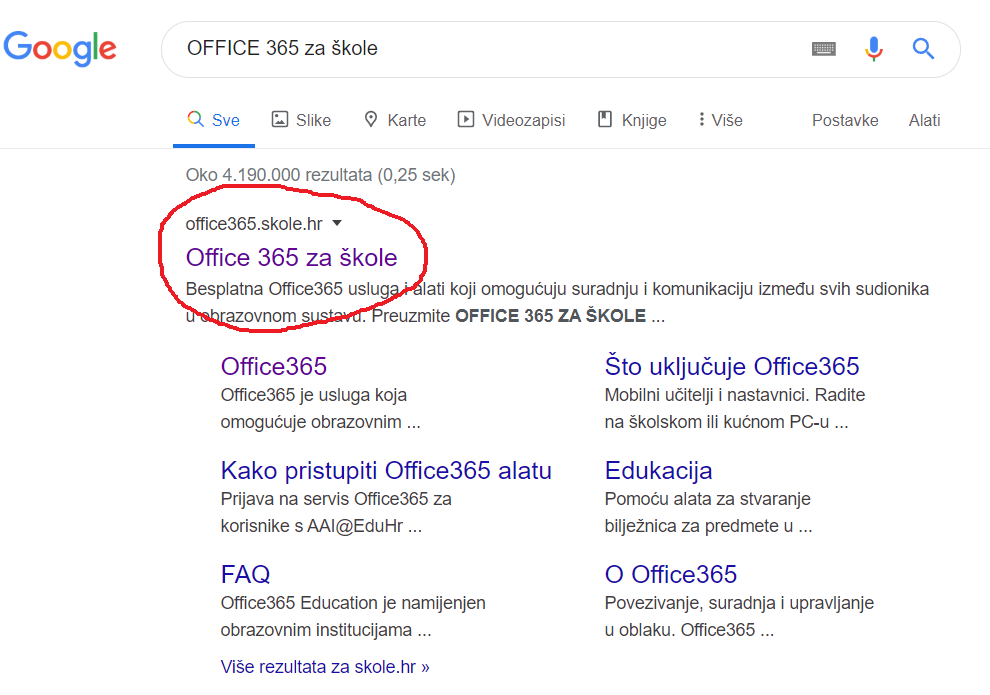 Google
OFFICE 365 za škole
Sve Slike Karte Videozapisi Knjige Više Postavke Alati
Oko 4.190.000 rezultata (0,25 sek)
office365.skole.hr
Office 365 za škole
Besplatna Office365 usluga i alati koji omogućuju suradnju i komunikaciju između svih sudionika
u obrazovnom sustavu. Preuzmite OFFICE 365 ZA ŠKOLE ...
Office365
Office365 je usluga koja
omogućuje obrazovnim ...
Što uključuje Office365
Mobilni učitelji i nastavnici. Radite
na školskom ili kućnom PC-u ...
Kako pristupiti Office365 alatu
Prijava na servis Office365 za
korisnike s AAI@EduHr ...
Edukacija
Pomoću alata za stvaranje
bilježnica za predmete u ...
FAQ
Office365 Education je namijenjen
obrazovnim institucijama ...
O Office365
Povezivanje, suradnja i upravljanje
u oblaku. Office365 ...
Više rezultata za skole.hr »